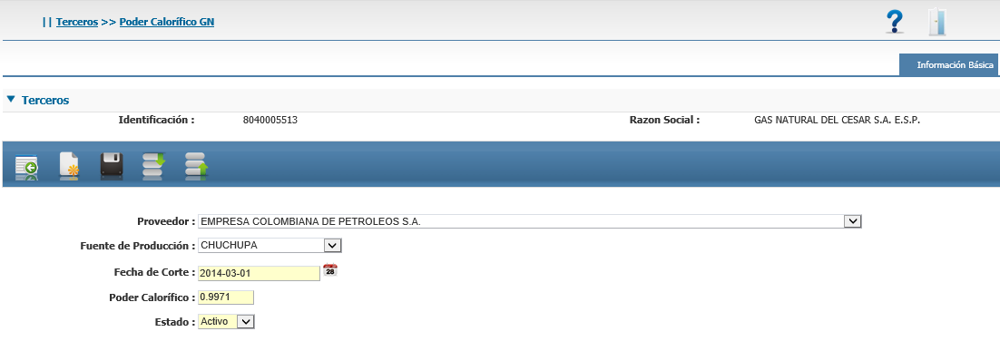 || Terceros >> Poder Calorífico GN
?
Información Básica
Terceros
Identificación : 8040005513 Razon Social : GAS NATURAL DEL CESAR S.A. E.S.P.
Proveedor : EMPRESA COLOMBIANA DE PETROLEOS S.A.
Fuente de Producción : CHUCHUPA
Fecha de Corte : 2014-03-01 28
Poder Calorífico : 0.9971
Estado : Activo